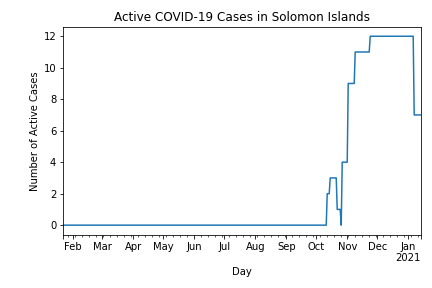 Active COVID-19 Cases in Solomon Islands
12
10
8
6
4
2
0
Number of Active Cases
Feb Mar Apr May Jun Jul Aug Sep Oct Nov Dec Jan
2021
Day